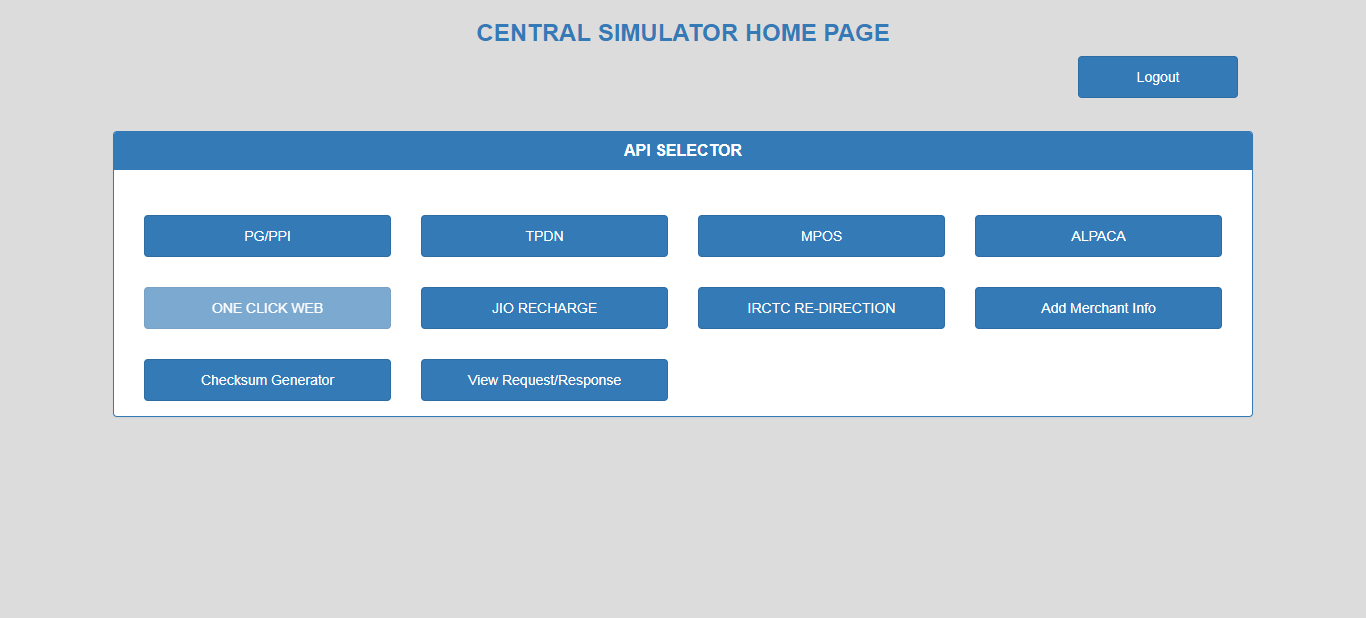 CENTRAL SIMULATOR HOME PAGE
Logout
API SELECTOR
PG/PPI
TPDN
MPOS
ALPACA
ONE CLICK WEB
JIO RECHARGE
IRCTC RE-DIRECTION
Add Merchant Info
Checksum Generator
View Request/Response